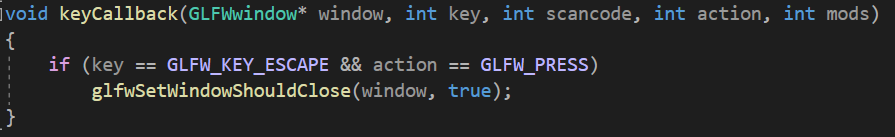 void keyCallback(GLFWwindow* window, int key, int scancode, int action, int mods)
{
    if (key == GLFW_KEY_ESCAPE && action == GLFW_PRESS)
        glfwSetWindowShouldClose(window, true);
}